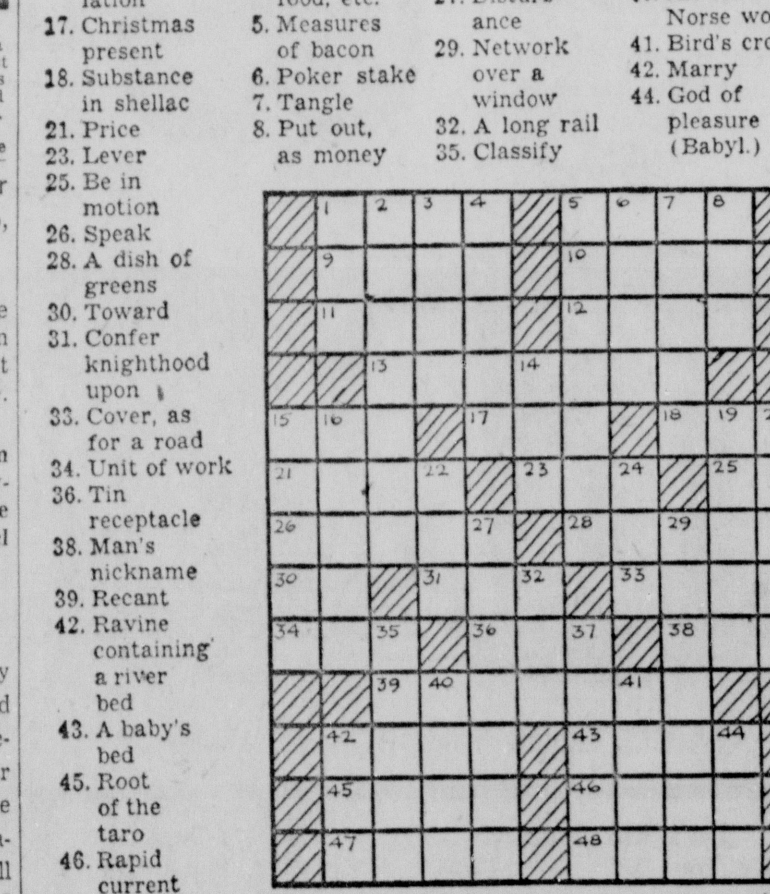 17. Christmas
present
18. Substance
in shellac
21. Price
23. Lever
25. Be in
motion
26. Speak
28. A dish of
greens
30. Toward
31. Confer
knighthood
upon
33. Cover, as
for a road
34. Unit of work
36. Tin
receptacle
38. Man's
nickname
39. Recant
42. Ravine
containing
a river
bed
43. A baby's
bed
45. Root
of the
taro
46. Rapid
current
food, etc.
5. Measures
of bacon
6. Poker stake
7. Tangle
8. Put out,
as money
ance
29. Network
over a
window
32. A long rail
35. Classify
Norse
41. Bird's
42. Marry
44. God of
pleasure
(Babyl.)
1 2 3 4 5 6 7 8
9 10
11 12
13 14
15 16 17 18 19
21 22 23 24 25
26 27 28 29
30 31 32 33
34 35 36 37 38
39 40 41
42 43 44
45 46
47 48